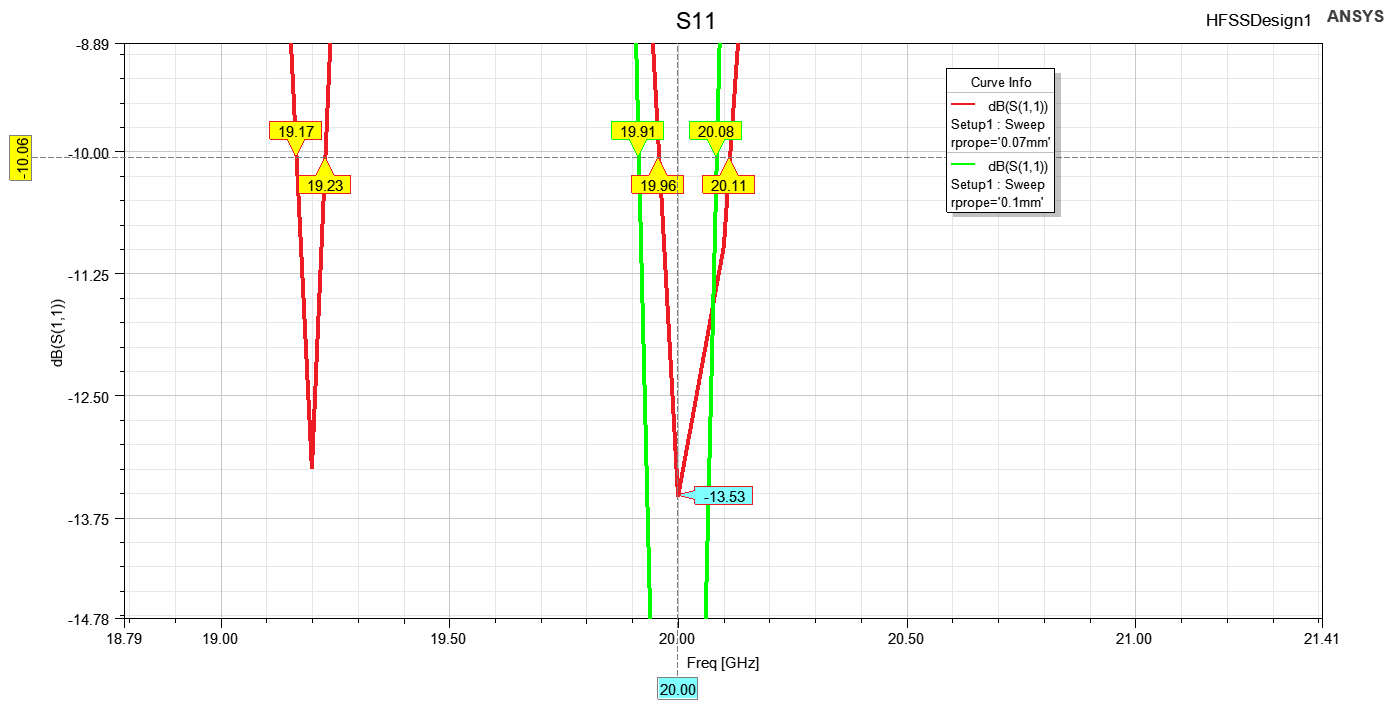 S11
HFSSDesign1
ANSYS
-8.89
-10.00
-11.25
-12.50
-13.75
-14.78
dB(S(1,1))
-10.06
19.17
19.23
19.91
19.96
20.08
20.11
-13.53
Curve Info
dB(S(1,1))
Setup1 : Sweep
rprope='0.07mm'
dB(S(1,1))
Setup1 : Sweep
rprope='0.1mm'
18.79
19.00
19.50
20.00
20.50
21.00
21.41
Freq [GHz]
20.00